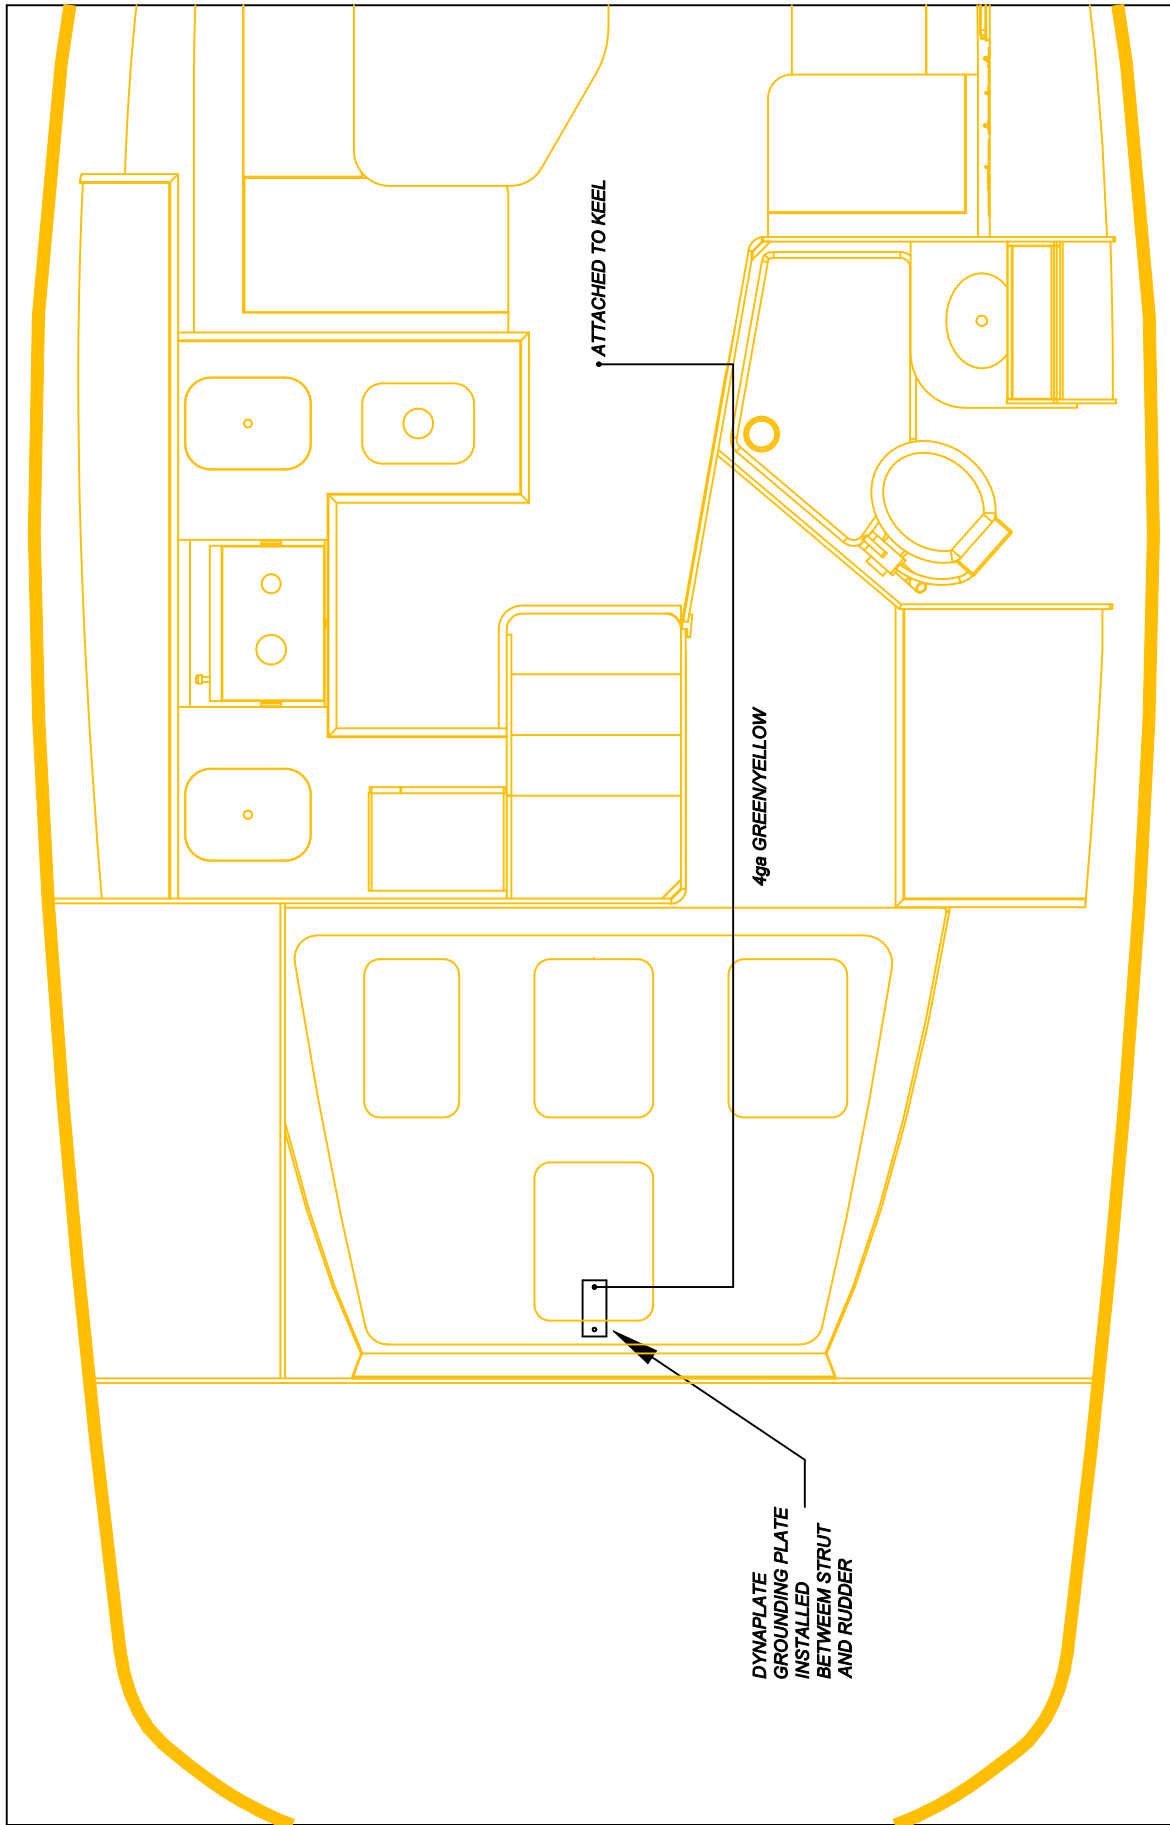 ATTACHED TO KEEL
4ga GREEN/YELLOW
DYNAPLATE
GROUNDING PLATE
INSTALLED
BETWEEM STRUT
AND RUDDER